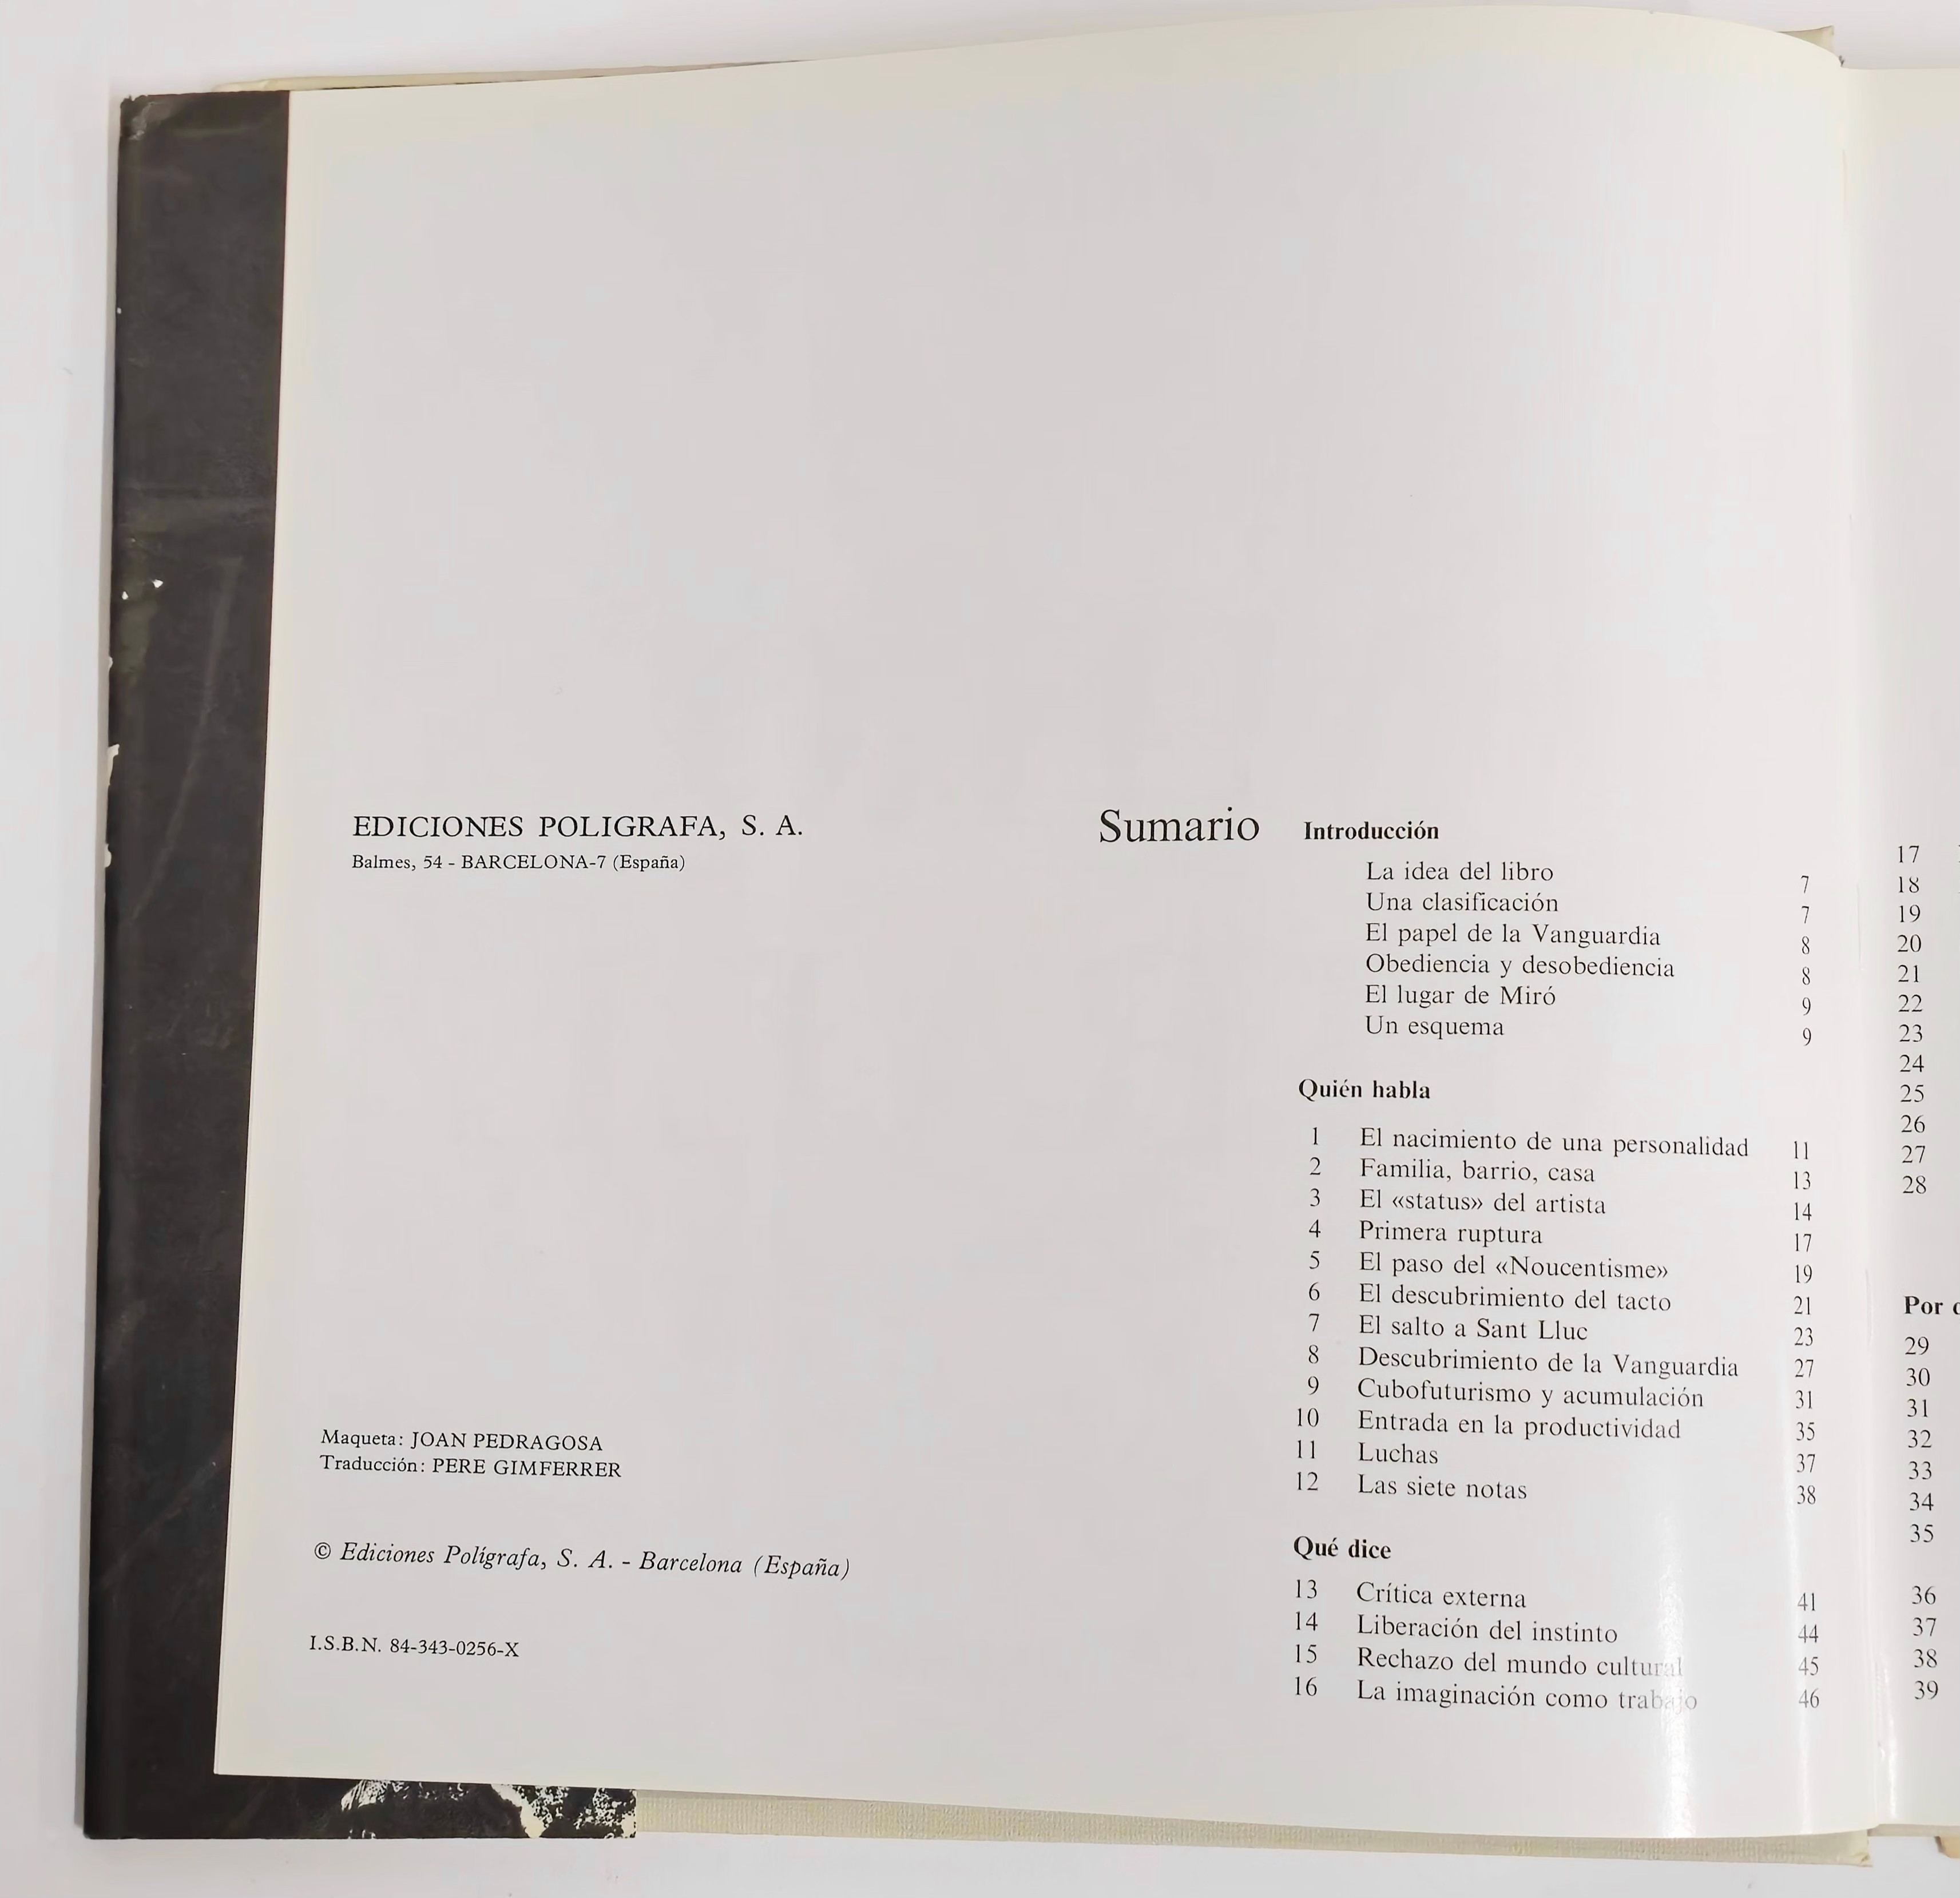 EDICIONES POLIGRAFA, S. A.
Balmes, 54 - BARCELONA-7 (España)
Maqueta: JOAN PEDRAGOSA
Traducción: PERE GIMFERRER
© Ediciones Polígrafa, S. A. - Barcelona (España)
I.S.B.N. 84-343-0256-X
Sumario
Introducción
La idea del libro 7
Una clasificación 7
El papel de la Vanguardia 8
Obediencia y desobediencia 8
El lugar de Miró 9
Un esquema 9
Quién habla
1 El nacimiento de una personalidad 11
2 Familia, barrio, casa 13
3 El «status» del artista 14
4 Primera ruptura 17
5 El paso del «Noucentisme» 19
6 El descubrimiento del tacto 21
7 El salto a Sant Lluc 23
8 Descubrimiento de la Vanguardia 27
9 Cubofuturismo y acumulación 31
10 Entrada en la productividad 35
11 Luchas 37
12 Las siete notas 38
Qué dice
13 Crítica externa 41
14 Liberación del instinto 44
15 Rechazo del mundo cultural 45
16 La imaginación como trabajo 46
17
18
19
20
21
22
23
24
25
26
27
28
Por
29
30
31
32
33
34
35
36
37
38
39